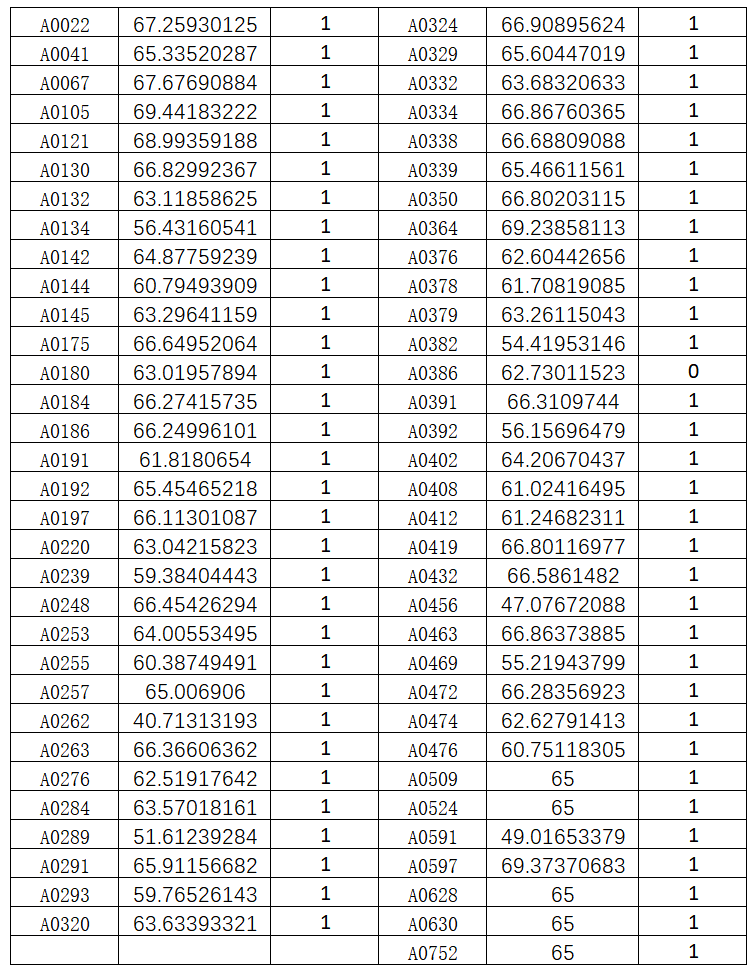 A0022 67.25930125 1 A0324 66.90895624 1
A0041 65.33520287 1 A0329 65.60447019 1
A0067 67.67690884 1 A0332 63.68320633 1
A0105 69.44183222 1 A0334 66.86760365 1
A0121 68.99359188 1 A0338 66.68809088 1
A0130 66.82992367 1 A0339 65.46611561 1
A0132 63.11858625 1 A0350 66.80203115 1
A0134 56.43160541 1 A0364 69.23858113 1
A0142 64.87759239 1 A0376 62.60442656 1
A0144 60.79493909 1 A0378 61.70819085 1
A0145 63.29641159 1 A0379 63.26115043 1
A0175 66.64952064 1 A0382 54.41953146 1
A0180 63.01957894 1 A0386 62.73011523 0
A0184 66.27415735 1 A0391 66.3109744 1
A0186 66.24996101 1 A0392 56.15696479 1
A0191 61.8180654 1 A0402 64.20670437 1
A0192 65.45465218 1 A0408 61.02416495 1
A0197 66.11301087 1 A0412 61.24682311 1
A0220 63.04215823 1 A0419 66.80116977 1
A0239 59.38404443 1 A0432 66.5861482 1
A0248 66.45426294 1 A0456 47.07672088 1
A0253 64.00553495 1 A0463 66.86373885 1
A0255 60.38749491 1 A0469 55.21943799 1
A0257 65.006906 1 A0472 66.28356923 1
A0262 40.71313193 1 A0474 62.62791413 1
A0263 66.36606362 1 A0476 60.75118305 1
A0276 62.51917642 1 A0509 65 1
A0284 63.57018161 1 A0524 65 1
A0289 51.61239284 1 A0591 49.01653379 1
A0291 65.91156682 1 A0597 69.37370683 1
A0293 59.76526143 1 A0628 65 1
A0320 63.63393321 1 A0630 65 1
A0752 65 1